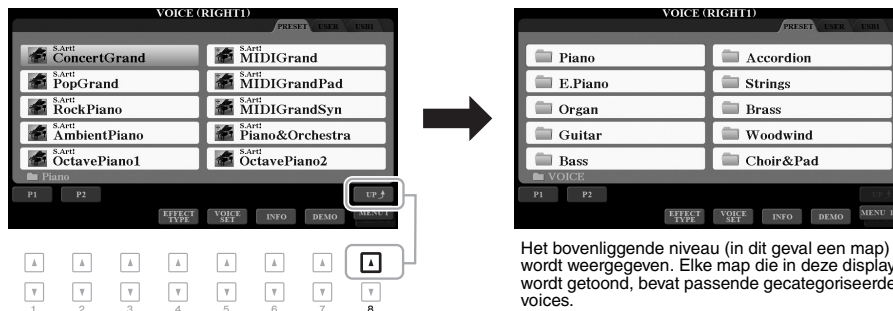 VOICE (RIGHT1)
PRESET USER USB1
S.Art!
ConcertGrand
S.Art!
MIDIGrand
S.Art!
PopGrand
S.Art!
MIDIGrandPad
S.Art!
RockPiano
S.Art!
MIDIGrandSyn
S.Art!
AmbientPiano
S.Art!
Piano&Orchestra
S.Art!
OctavePiano1
S.Art!
OctavePiano2
Piano
P1 P2 UP
EFFECT TYPE VOICE SET INFO DEMO MENU1
1 2 3 4 5 6 7 8
VOICE (RIGHT1)
PRESET USER USB1
Piano Accordion
E.Piano Strings
Organ Brass
Guitar Woodwind
Bass Choir&Pad
VOICE
P1 P2 UP
EFFECT TYPE VOICE SET INFO DEMO MENU 1
Het bovenliggende niveau (in dit geval een map)
wordt weergegeven. Elke map die in deze display
wordt getoond, bevat passende gecategoriseerde
voices.